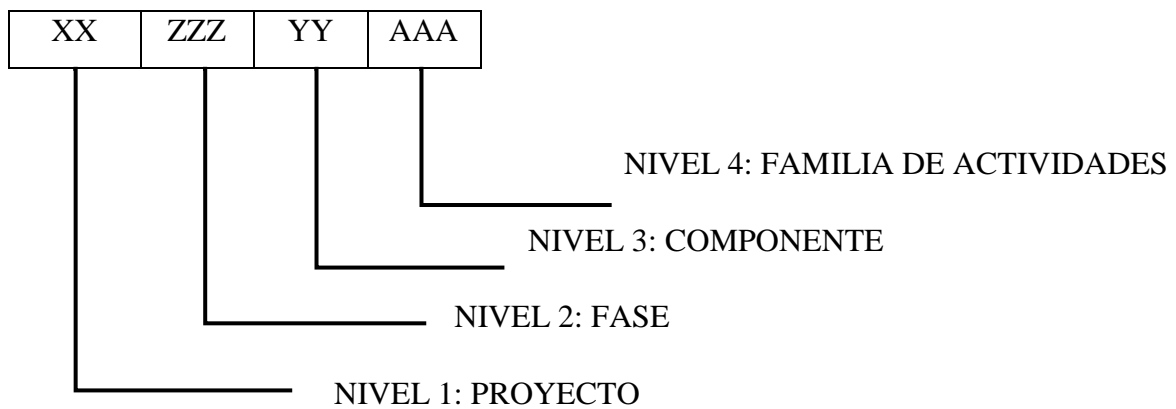 XX ZZZ YY AAA
NIVEL 4: FAMILIA DE ACTIVIDADES
NIVEL 3: COMPONENTE
NIVEL 2: FASE
NIVEL 1: PROYECTO